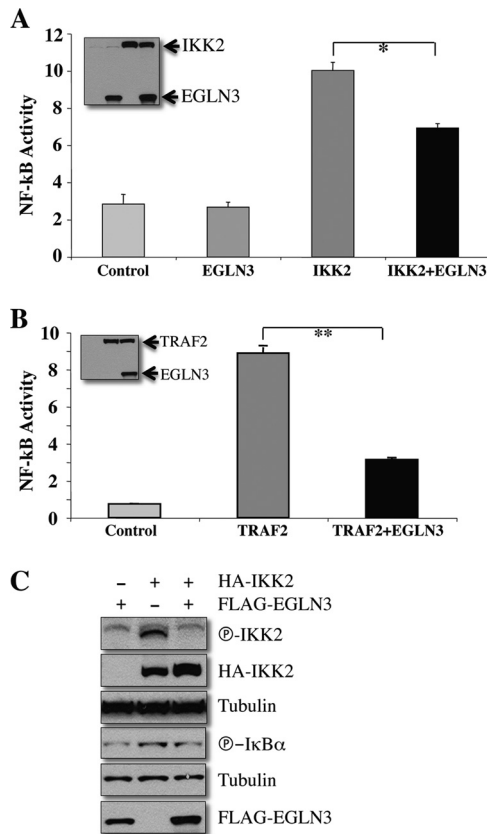 A
NF-kB Activity
12
10
8
6
4
2
0
IKK2
EGLN3
*
Control EGLN3 IKK2 IKK2+EGLN3
B
NF-kB Activity
10
8
6
4
2
0
TRAF2
EGLN3
**
Control TRAF2 TRAF2+EGLN3
C
– + + HA-IKK2
+ – + FLAG-EGLN3
Ⓟ-IKK2
HA-IKK2
Tubulin
Ⓟ–IκBα
Tubulin
FLAG-EGLN3